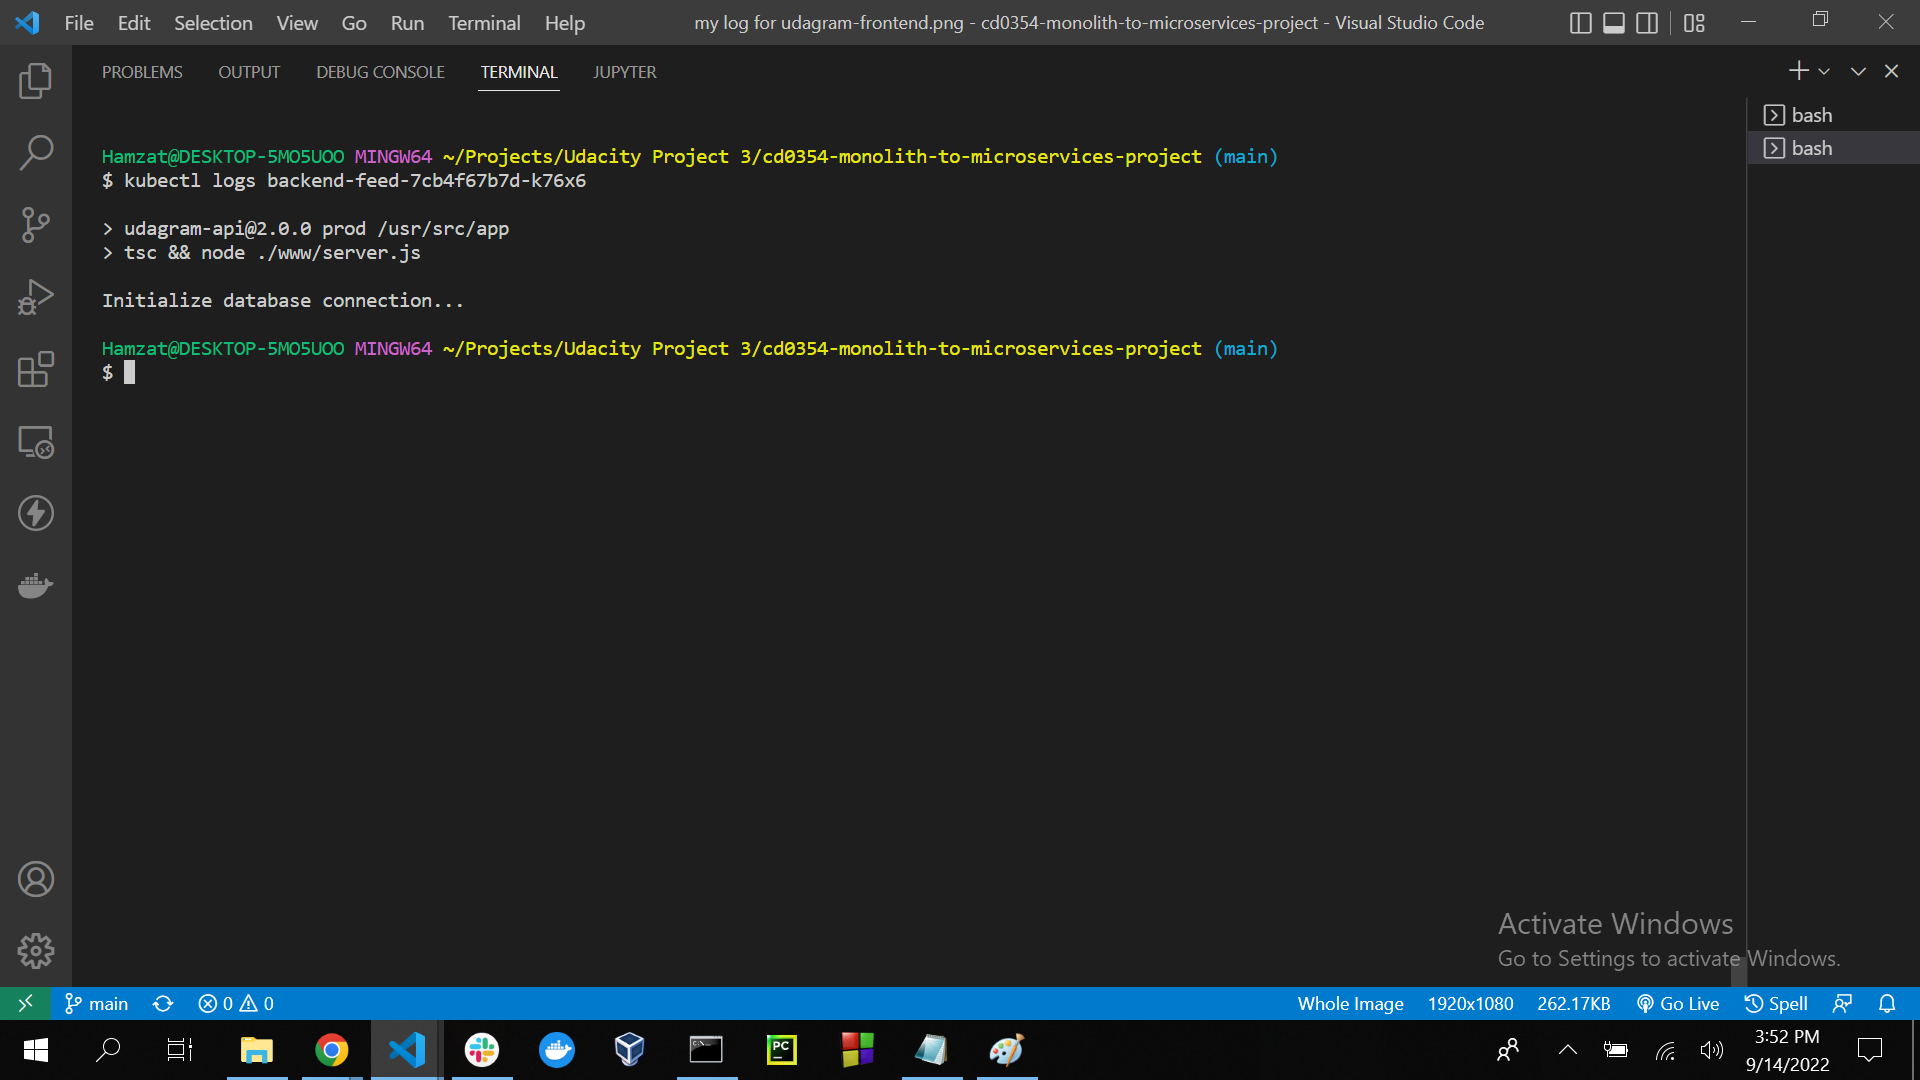 File Edit Selection View Go Run Terminal Help my log for udagram-frontend.png - cd0354-monolith-to-microservices-project - Visual Studio Code
PROBLEMS OUTPUT DEBUG CONSOLE TERMINAL JUPYTER
bash
bash
Hamzat@DESKTOP-5MO5UOO MINGW64 ~/Projects/Udacity Project 3/cd0354-monolith-to-microservices-project (main)
$ kubectl logs backend-feed-7cb4f67b7d-k76x6
> udagram-api@2.0.0 prod /usr/src/app
> tsc && node ./www/server.js
Initialize database connection...
Hamzat@DESKTOP-5MO5UOO MINGW64 ~/Projects/Udacity Project 3/cd0354-monolith-to-microservices-project (main)
$
Activate Windows
Go to Settings to activate Windows.
main 0 0 Whole Image 1920x1080 262.17KB Go Live Spell
PC
3:52 PM
9/14/2022